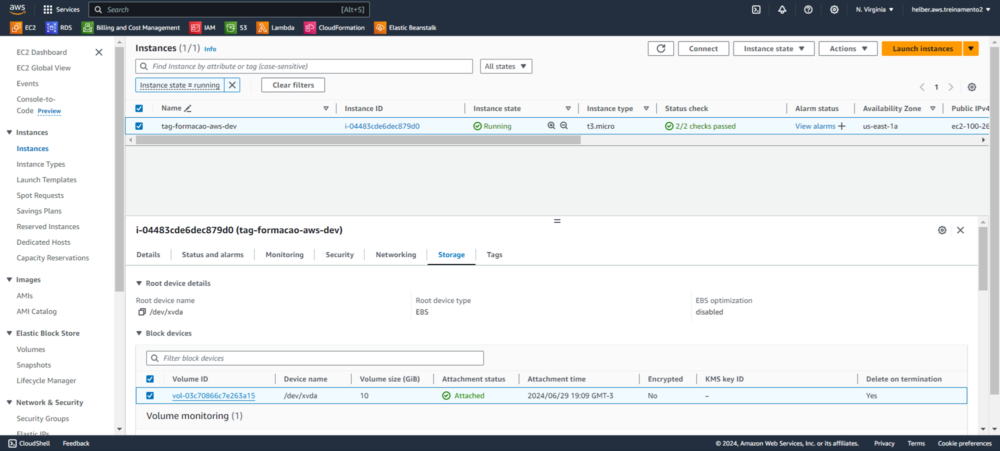 aws Services Search [Alt+S] N. Virginia helber.aws.treinamento2
EC2 RDS Billing and Cost Management IAM S3 Lambda CloudFormation Elastic Beanstalk
EC2 Dashboard
EC2 Global View
Events
Console-to-
Code Preview
Instances
Instances
Instance Types
Launch Templates
Spot Requests
Savings Plans
Reserved Instances
Dedicated Hosts
Capacity Reservations
Images
AMIs
AMI Catalog
Elastic Block Store
Volumes
Snapshots
Lifecycle Manager
Network & Security
Security Groups
Elastic IPs
Instances (1/1) Info
Connect Instance state Actions Launch instances
Find Instance by attribute or tag (case-sensitive) All states
Instance state = running Clear filters 1
Name Instance ID Instance state Instance type Status check Alarm status Availability Zone Public IPv4
tag-formacao-aws-dev i-04483cde6dec879d0 Running t3.micro 2/2 checks passed View alarms us-east-1a ec2-100-26
i-04483cde6dec879d0 (tag-formacao-aws-dev)
Details Status and alarms Monitoring Security Networking Storage Tags
Root device details
Root device name Root device type EBS optimization
/dev/xvda EBS disabled
Block devices
Filter block devices
Volume ID Device name Volume size (GiB) Attachment status Attachment time Encrypted KMS key ID Delete on termination
vol-03c70866c7e263a15 /dev/xvda 10 Attached 2024/06/29 19:09 GMT-3 No – Yes
Volume monitoring (1)
CloudShell Feedback © 2024, Amazon Web Services, Inc. or its affiliates. Privacy Terms Cookie preferences